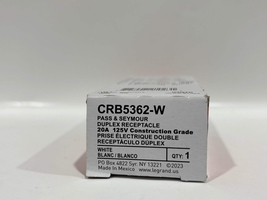 CRB5362-W
PASS & SEYMOUR
DUPLEX RECEPTACLE
20A 125V Construction Grade
PRISE ÉLECTRIQUE DOUBLE
RECEPTÁCULO DÚPLEX
WHITE
BLANC/BLANCO
QTY: 1
PO Box 4822 Syr. NY 13221 ©2023
Made In Mexico www.legrand.us